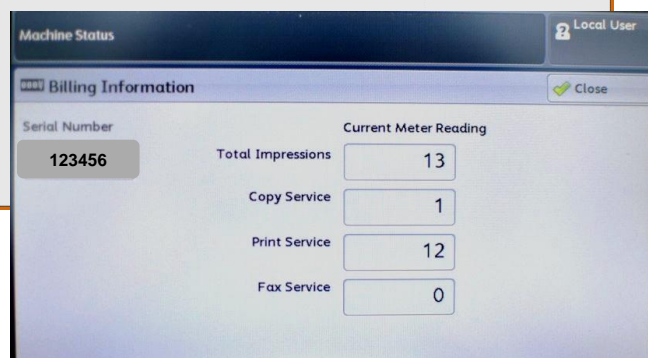 Machine Status
Local User
Billing Information
Close
Serial Number
Current Meter Reading
123456
Total Impressions 13
Copy Service 1
Print Service 12
Fax Service 0